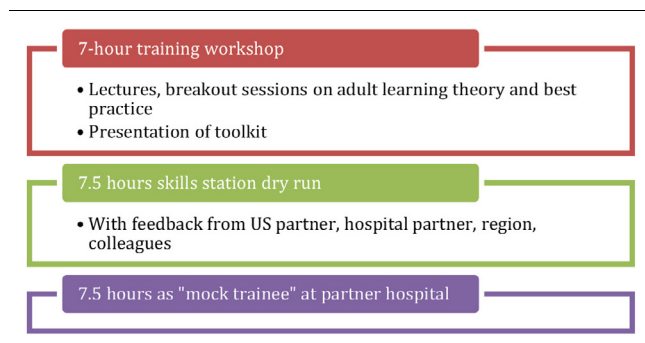 7-hour training workshop
• Lectures, breakout sessions on adult learning theory and best
practice
• Presentation of toolkit
7.5 hours skills station dry run
• With feedback from US partner, hospital partner, region,
colleagues
7.5 hours as "mock trainee" at partner hospital